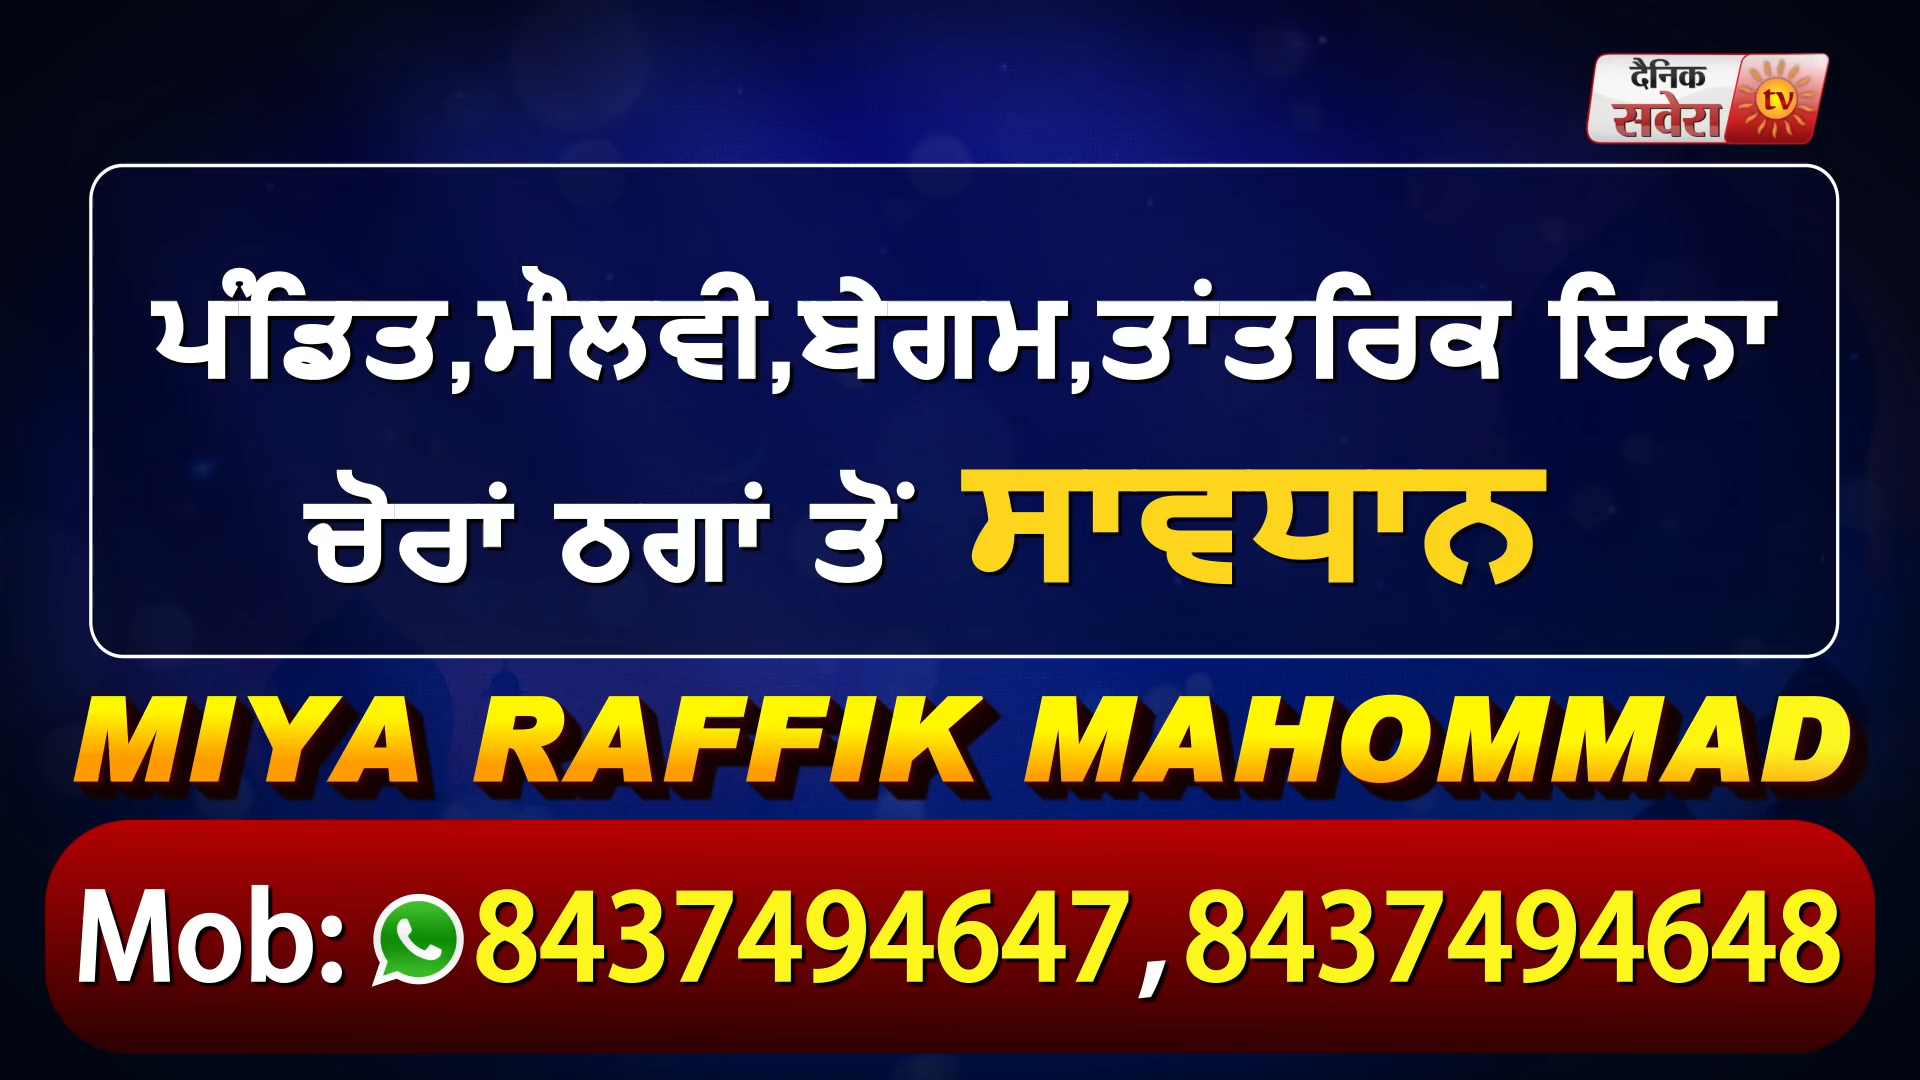 दैनिक
सवेरा tv
ਪੰਡਿਤ,ਮੌਲਵੀ,ਬੇਗਮ,ਤਾਂਤਰਿਕ ਇਨਾ
ਚੋਰਾਂ ਠਗਾਂ ਤੋਂ ਸਾਵਧਾਨ
MIYA RAFFIK MAHOMMAD
Mob: 8437494647,8437494648